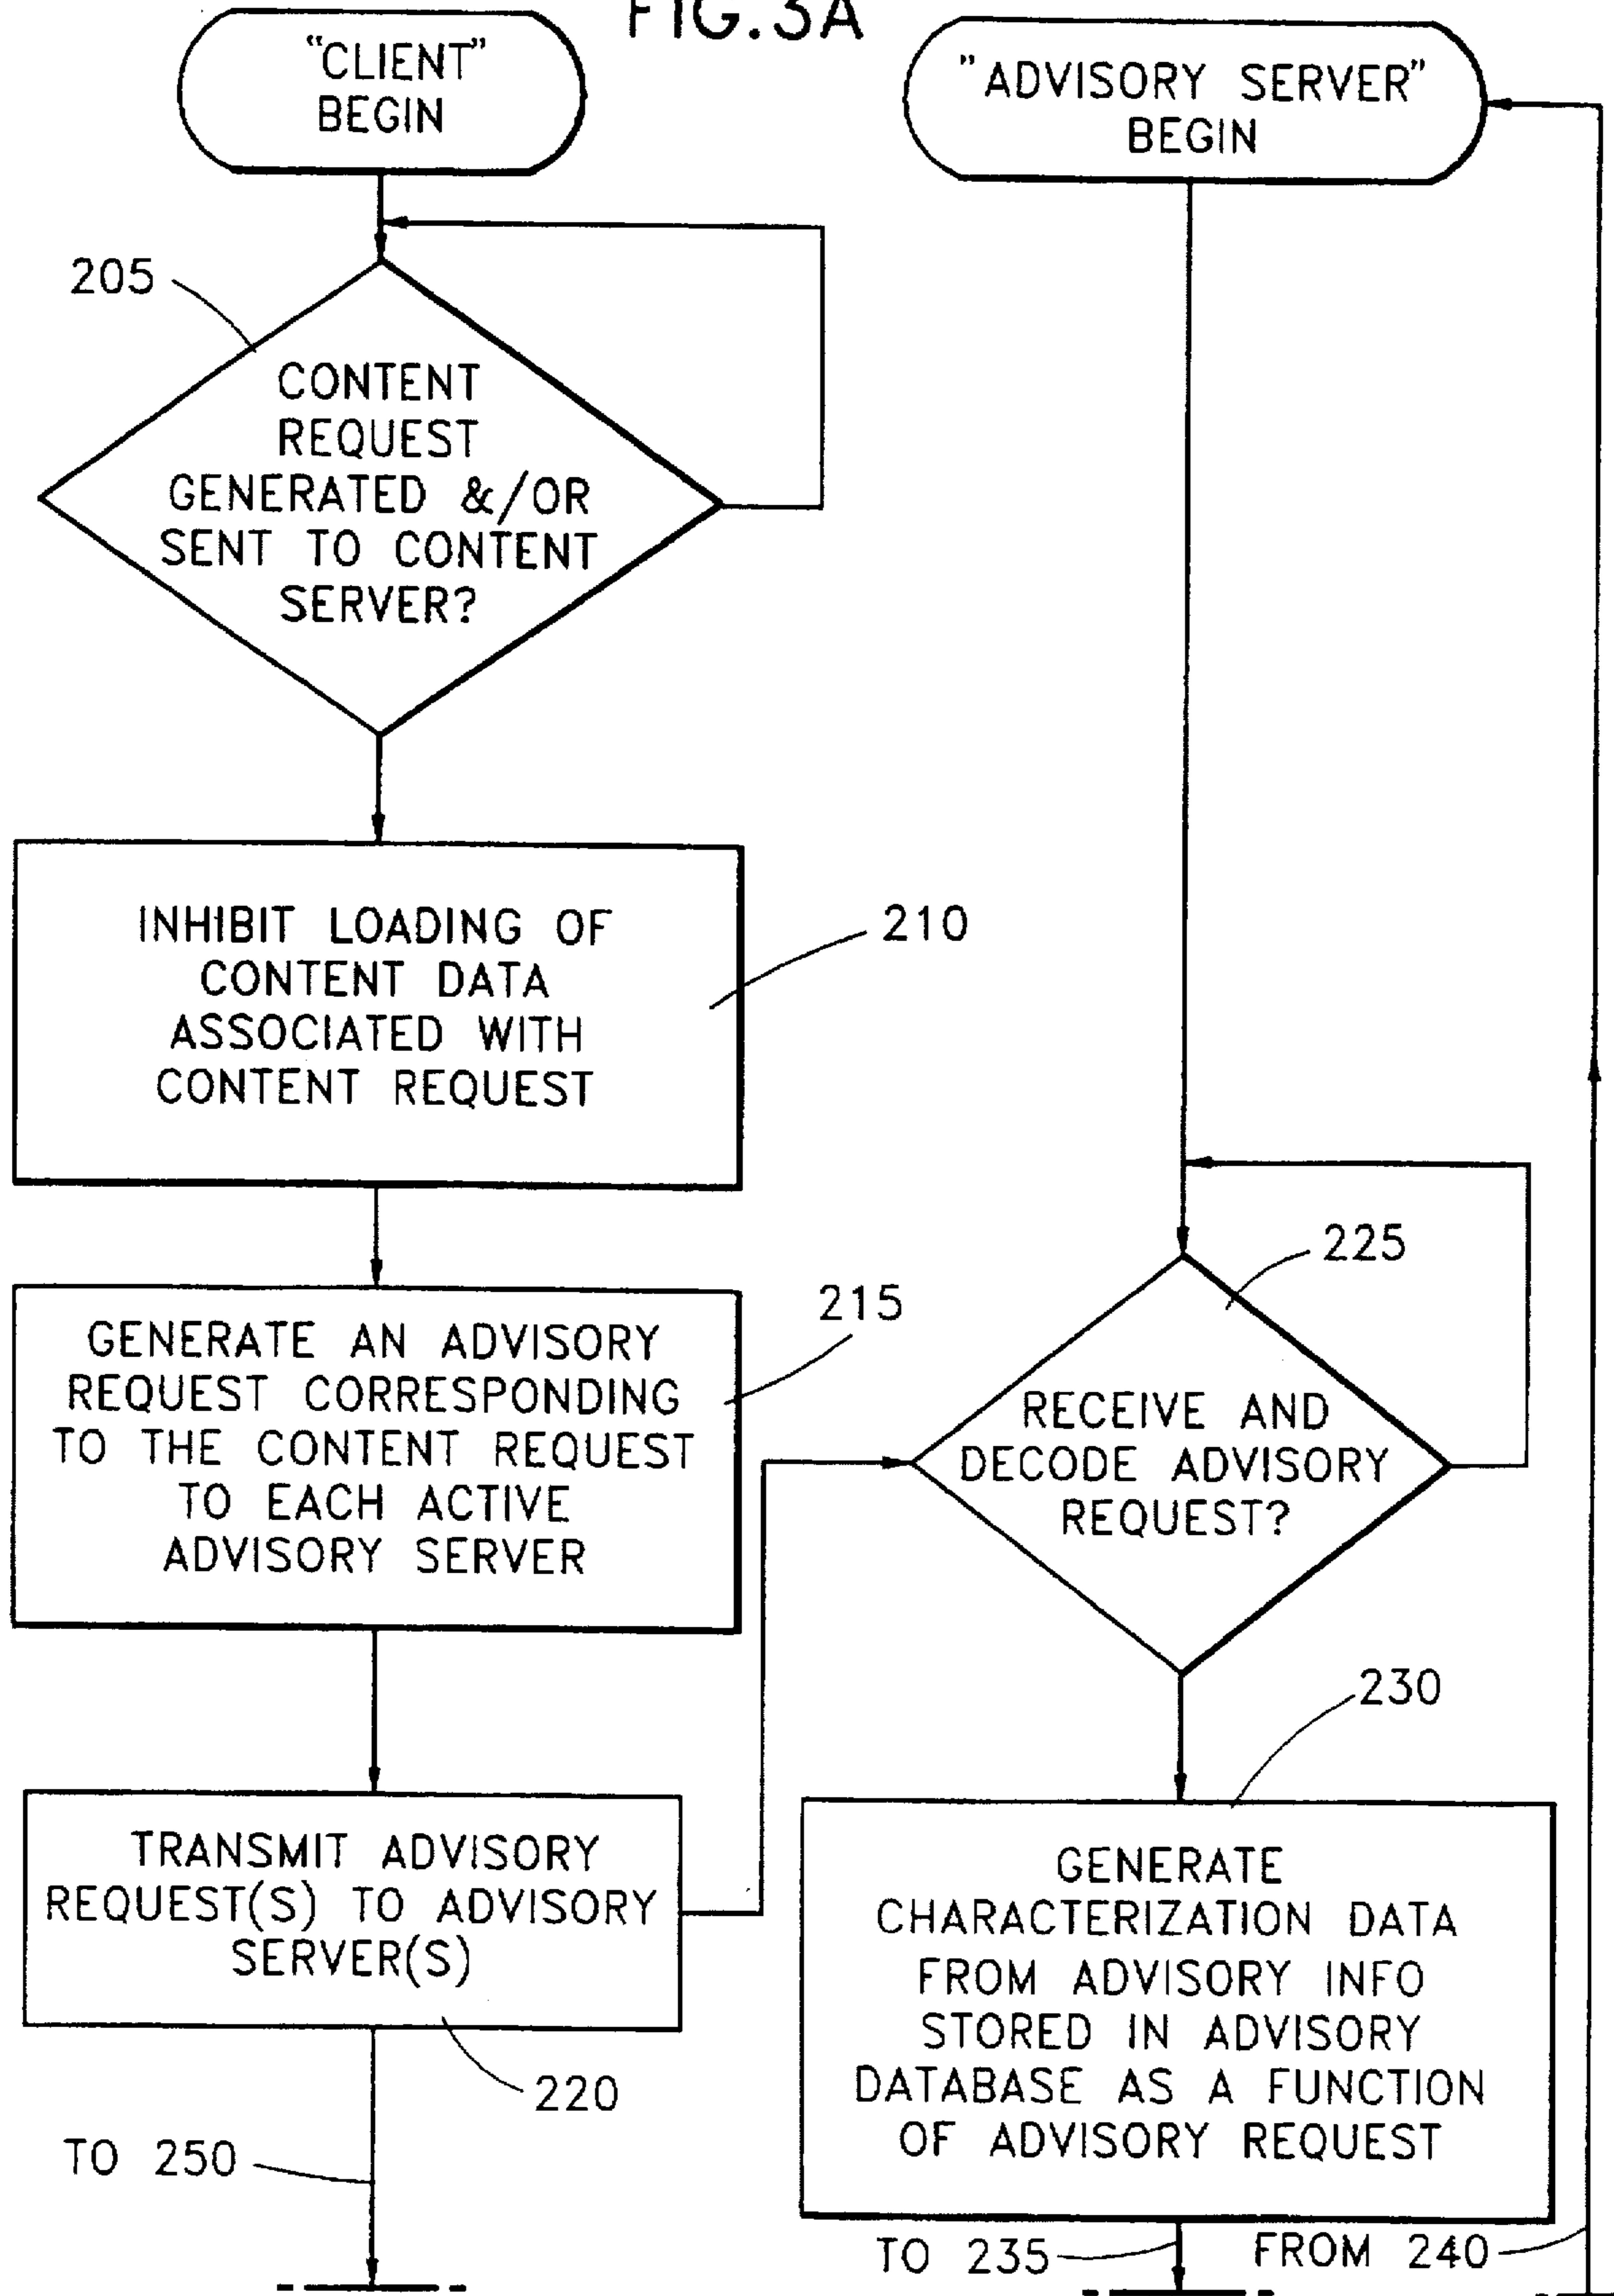 FIG.3A
"CLIENT"
BEGIN
205
CONTENT
REQUEST
GENERATED &/OR
SENT TO CONTENT
SERVER?
INHIBIT LOADING OF
CONTENT DATA
ASSOCIATED WITH
CONTENT REQUEST
210
GENERATE AN ADVISORY
REQUEST CORRESPONDING
TO THE CONTENT REQUEST
TO EACH ACTIVE
ADVISORY SERVER
215
TRANSMIT ADVISORY
REQUEST(S) TO ADVISORY
SERVER(S)
220
TO 250
"ADVISORY SERVER"
BEGIN
225
RECEIVE AND
DECODE ADVISORY
REQUEST?
230
GENERATE
CHARACTERIZATION DATA
FROM ADVISORY INFO
STORED IN ADVISORY
DATABASE AS A FUNCTION
OF ADVISORY REQUEST
TO 235
FROM 240